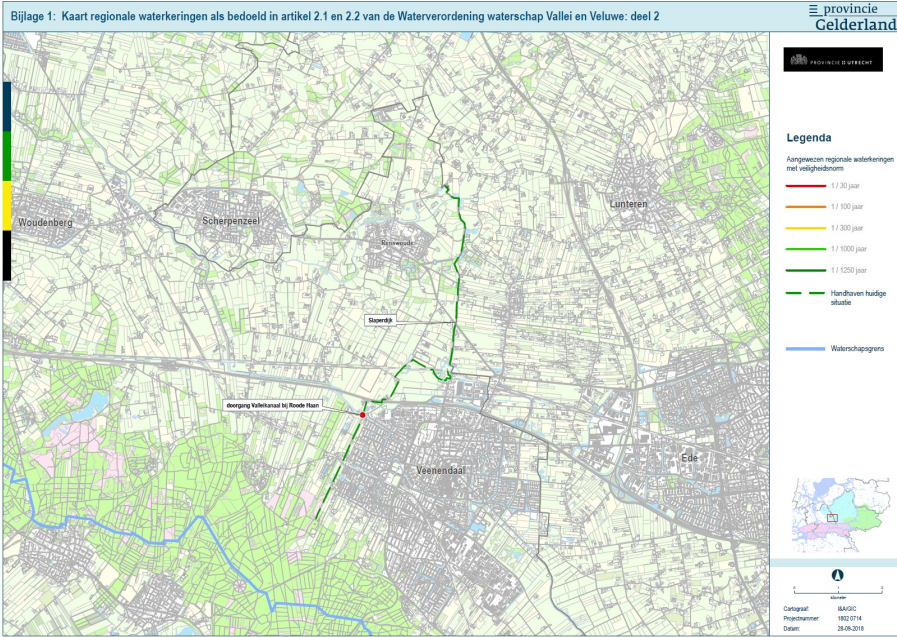 Bijlage 1: Kaart regionale waterkeringen als bedoeld in artikel 2.1 en 2.2 van de Waterverordening waterschap Vallei en Veluwe: deel 2
provincie
Gelderland
PROVINCIE UTRECHT
Legenda
Aangewezen regionale waterkeringen
met veiligheidsnorm
1 / 30 jaar
1 / 100 jaar
1 / 300 jaar
1 / 1000 jaar
1 / 1250 jaar
Handhaven huidige
situatie
Waterschapsgrens
Lunteren
Woudenberg
Scherpenzeel
Renswoude
Slaperdijk
doorgang Valleikanaal bij Roode Haan
Veenendaal
Ede
kilometer
Cartograaf: I&A/GIC
Projectnummer: 1802 0714
Datum: 28-09-2018